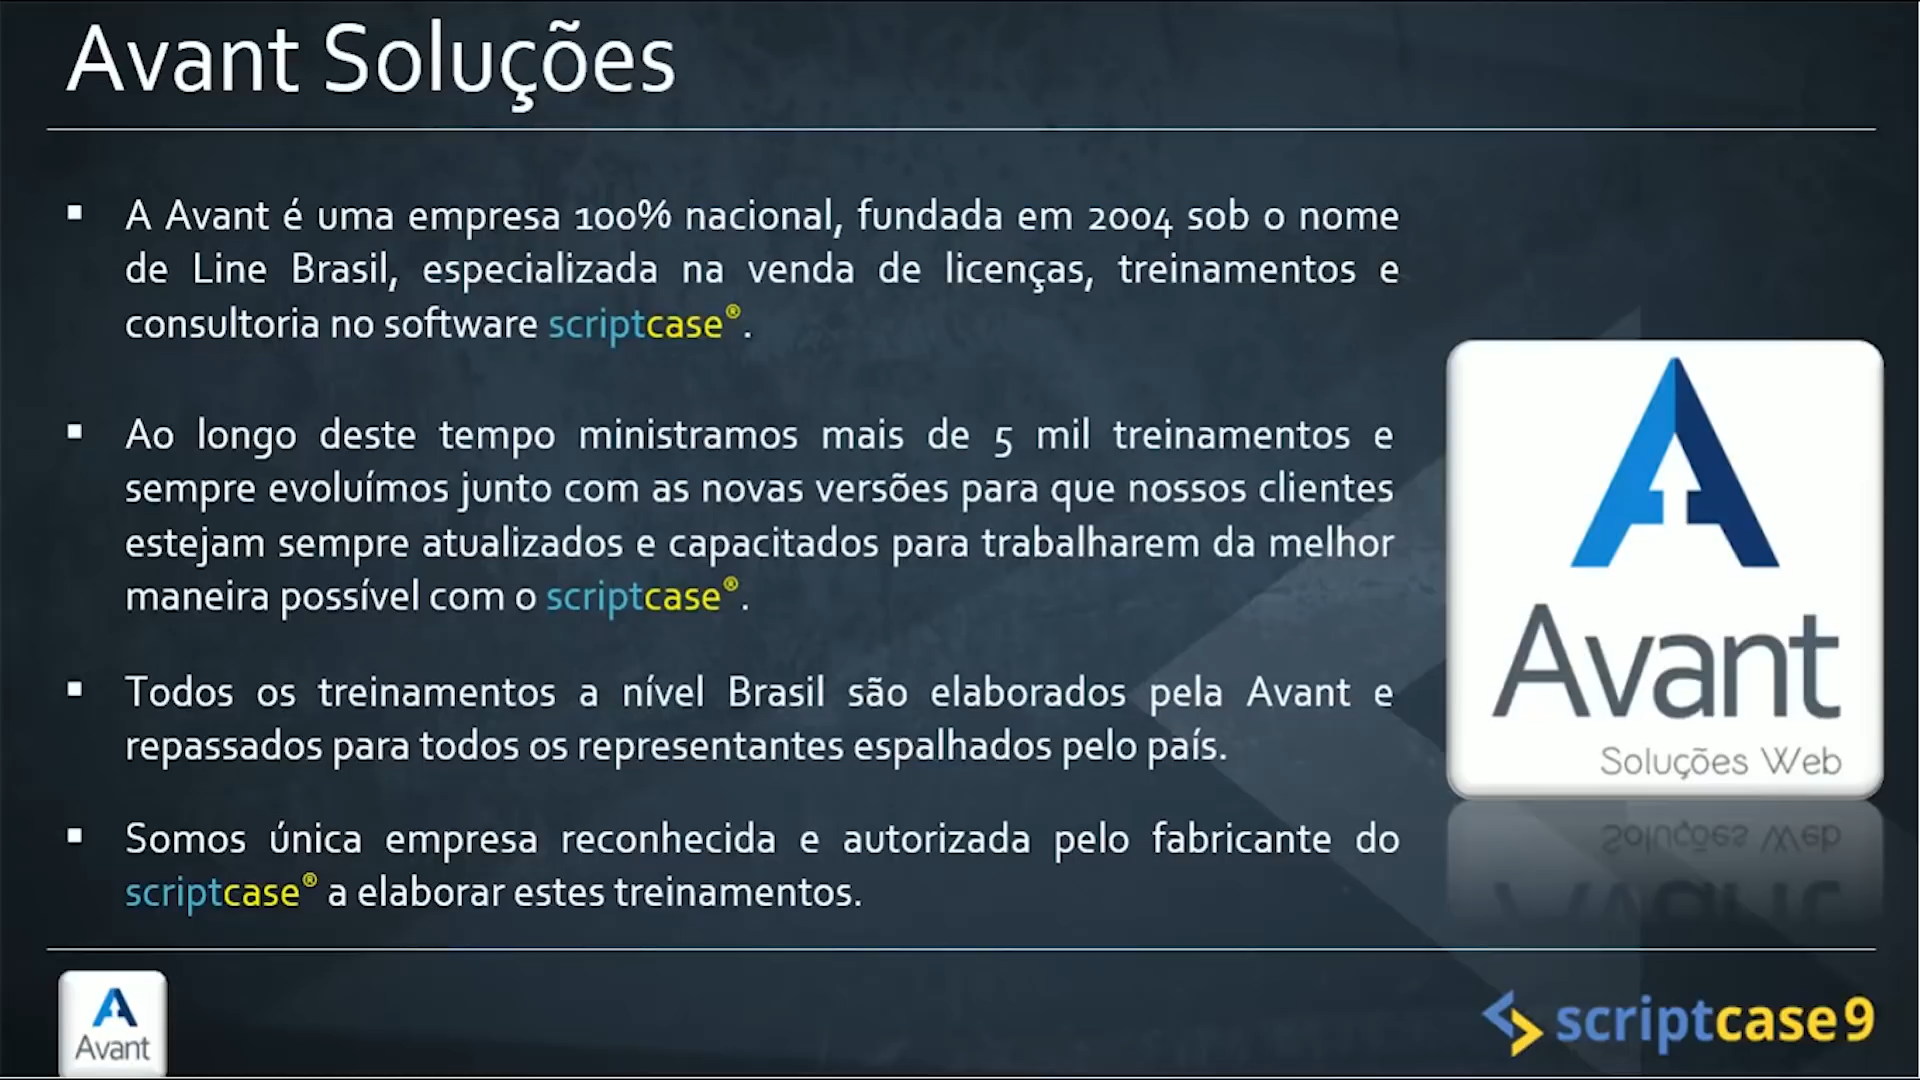 Avant Soluções
▪ A Avant é uma empresa 100% nacional, fundada em 2004 sob o nome
de Line Brasil, especializada na venda de licenças, treinamentos e
consultoria no software scriptcase®.
▪ Ao longo deste tempo ministramos mais de 5 mil treinamentos e
sempre evoluímos junto com as novas versões para que nossos clientes
estejam sempre atualizados e capacitados para trabalharem da melhor
maneira possível com o scriptcase®.
▪ Todos os treinamentos a nível Brasil são elaborados pela Avant e
repassados para todos os representantes espalhados pelo país.
▪ Somos única empresa reconhecida e autorizada pelo fabricante do
scriptcase® a elaborar estes treinamentos.
Avant
Soluções Web
Avant
scriptcase9